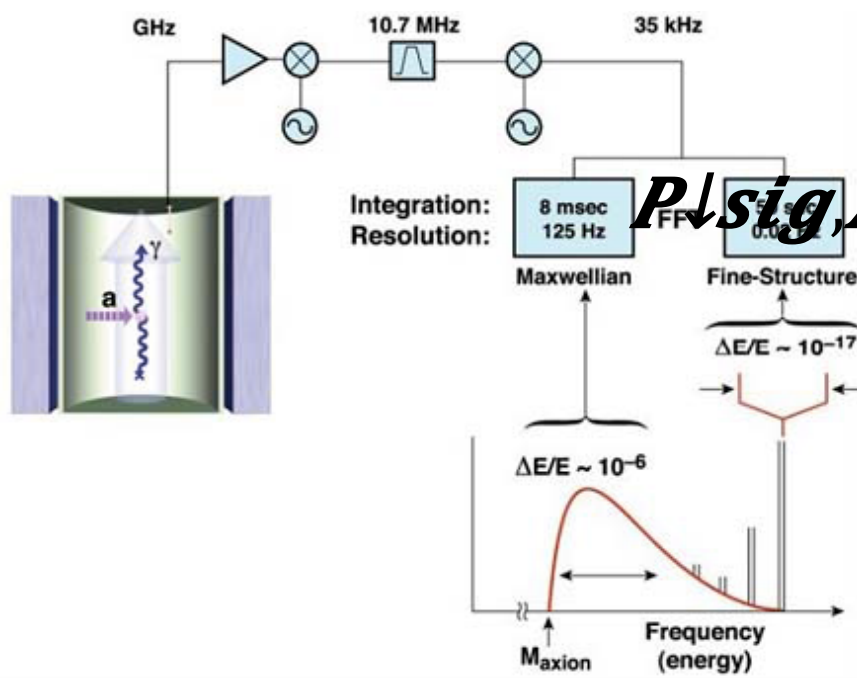 GHz
10.7 MHz
35 kHz
γ
a
Integration:
Resolution:
8 msec
125 Hz
P↓sig,
Maxwellian
Fine-Structure
ΔE/E ~ 10⁻¹⁷
ΔE/E ~ 10⁻⁶
Maxion
Frequency
(energy)